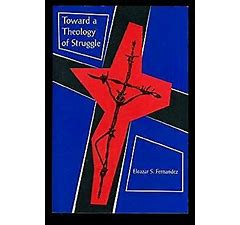 Toward a
Theology
of Struggle
Eleazar S. Fernandez